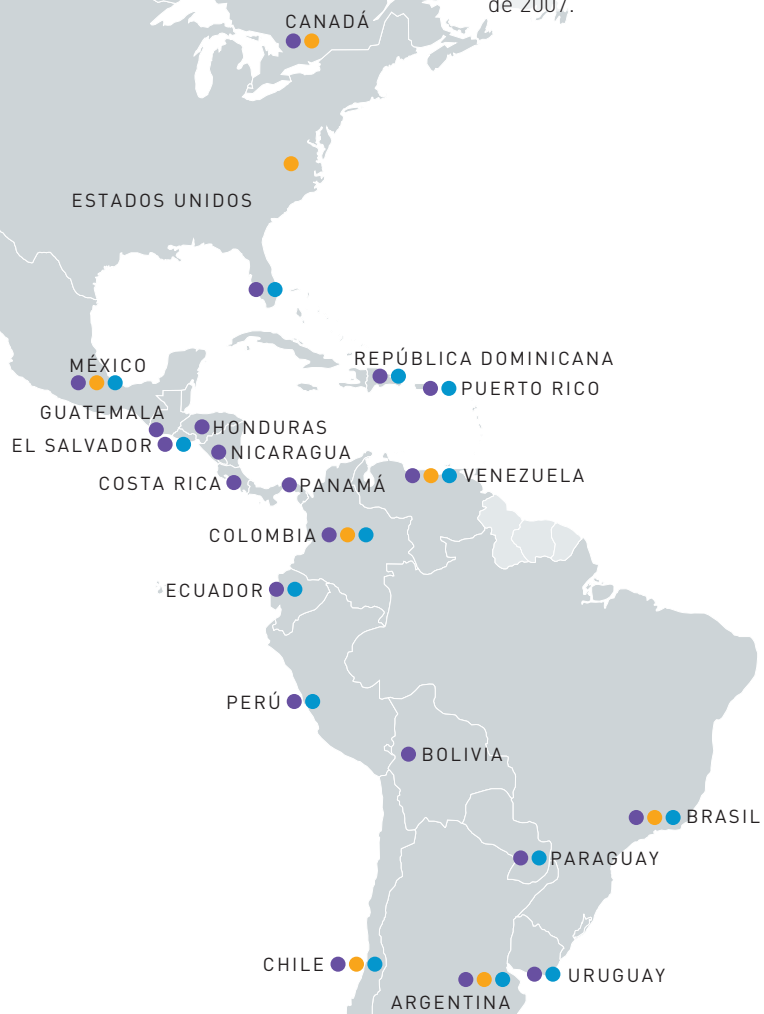 de 2007.
CANADÁ
ESTADOS UNIDOS
MÉXICO
REPÚBLICA DOMINICANA
PUERTO RICO
GUATEMALA
HONDURAS
EL SALVADOR
NICARAGUA
COSTA RICA
PANAMÁ
VENEZUELA
COLOMBIA
ECUADOR
PERÚ
BOLIVIA
BRASIL
PARAGUAY
CHILE
URUGUAY
ARGENTINA